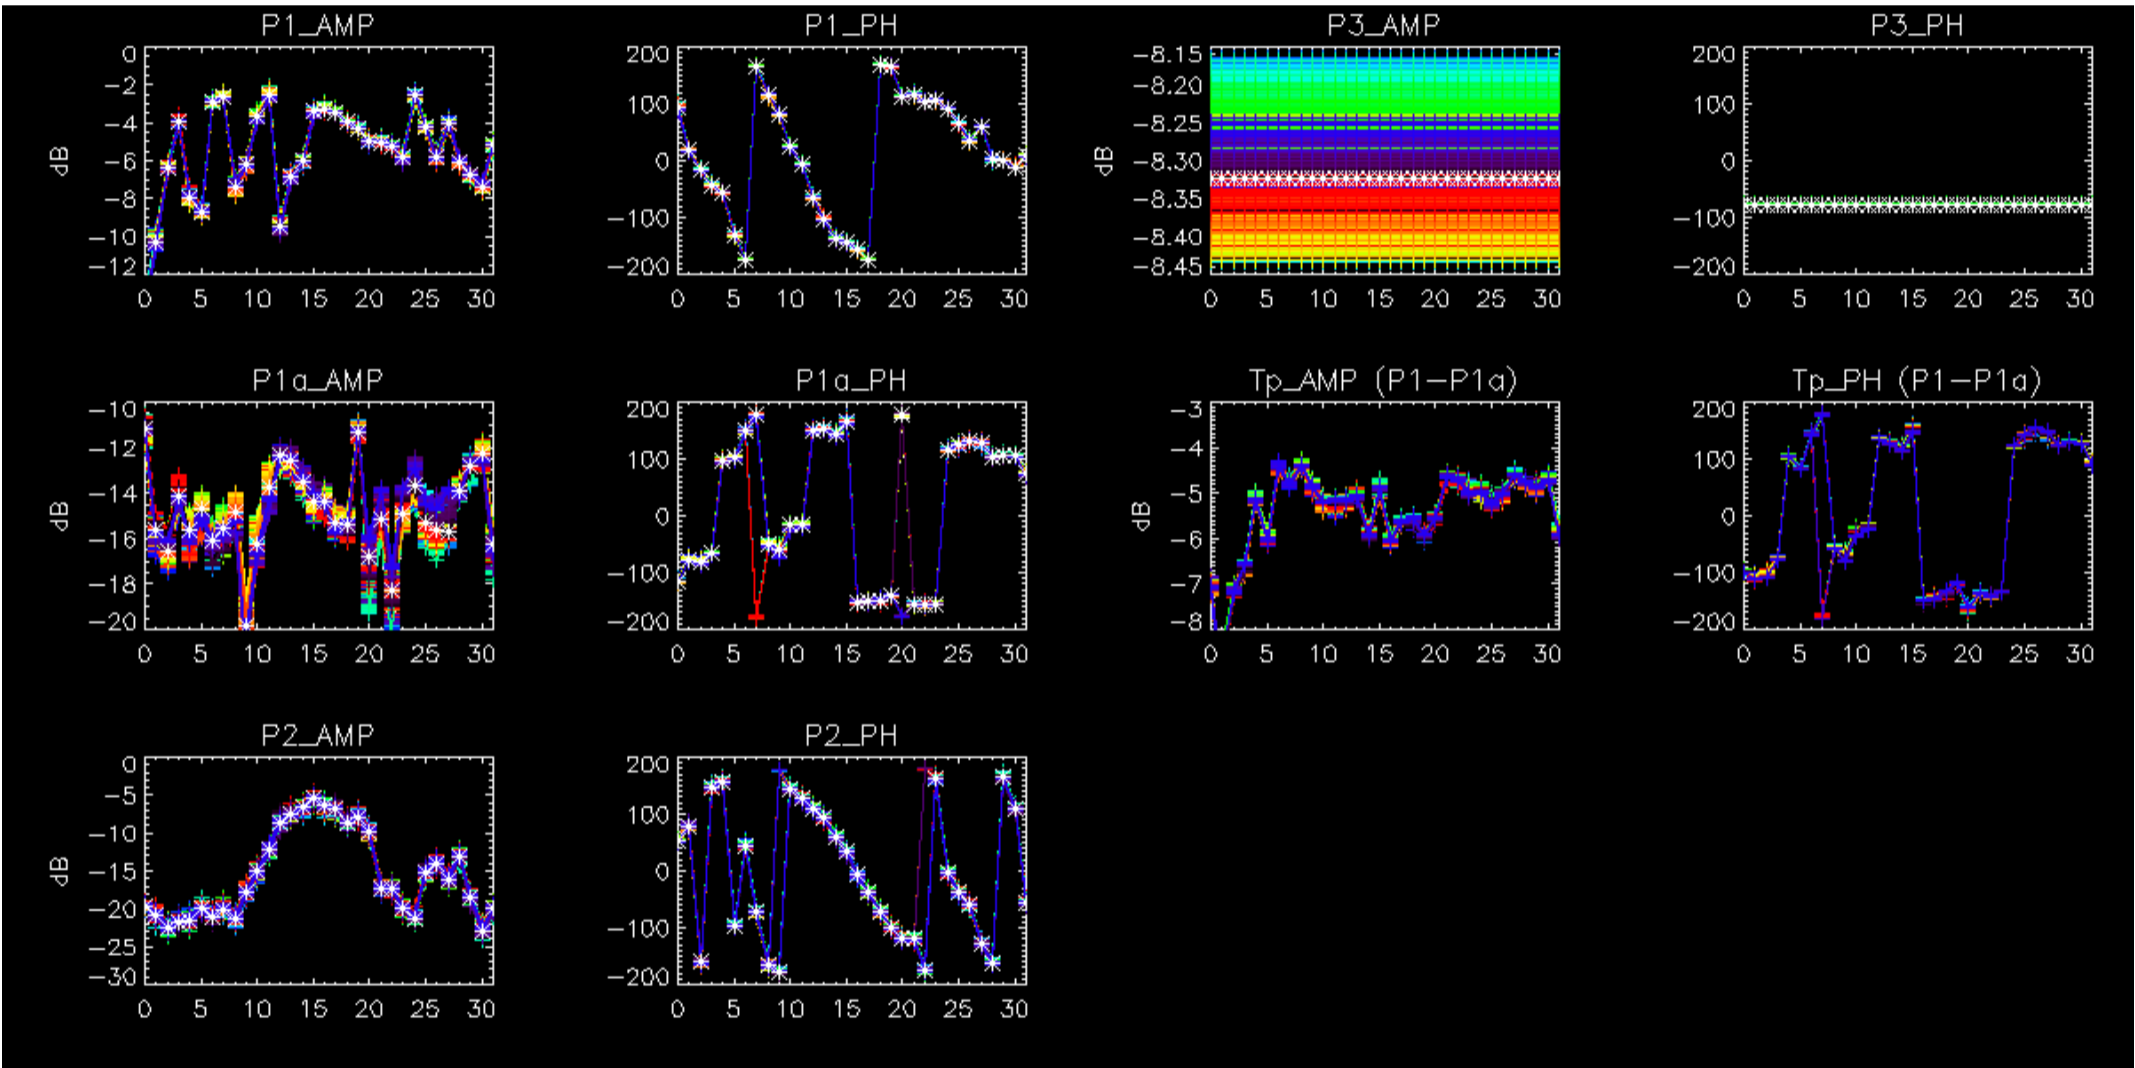 P1_AMP
0
−2
−4
−6
−8
−10
−12
dB
0 5 10 15 20 25 30
P1_PH
200
100
0
−100
−200
0 5 10 15 20 25 30
P3_AMP
−8.15
−8.20
−8.25
−8.30
−8.35
−8.40
−8.45
dB
0 5 10 15 20 25 30
P3_PH
200
100
0
−100
−200
0 5 10 15 20 25 30
P1a_AMP
−10
−12
−14
−16
−18
−20
dB
0 5 10 15 20 25 30
P1a_PH
200
100
0
−100
−200
0 5 10 15 20 25 30
Tp_AMP (P1−P1a)
−3
−4
−5
−6
−7
−8
dB
0 5 10 15 20 25 30
Tp_PH (P1−P1a)
200
100
0
−100
−200
0 5 10 15 20 25 30
P2_AMP
0
−5
−10
−15
−20
−25
−30
dB
0 5 10 15 20 25 30
P2_PH
200
100
0
−100
−200
0 5 10 15 20 25 30